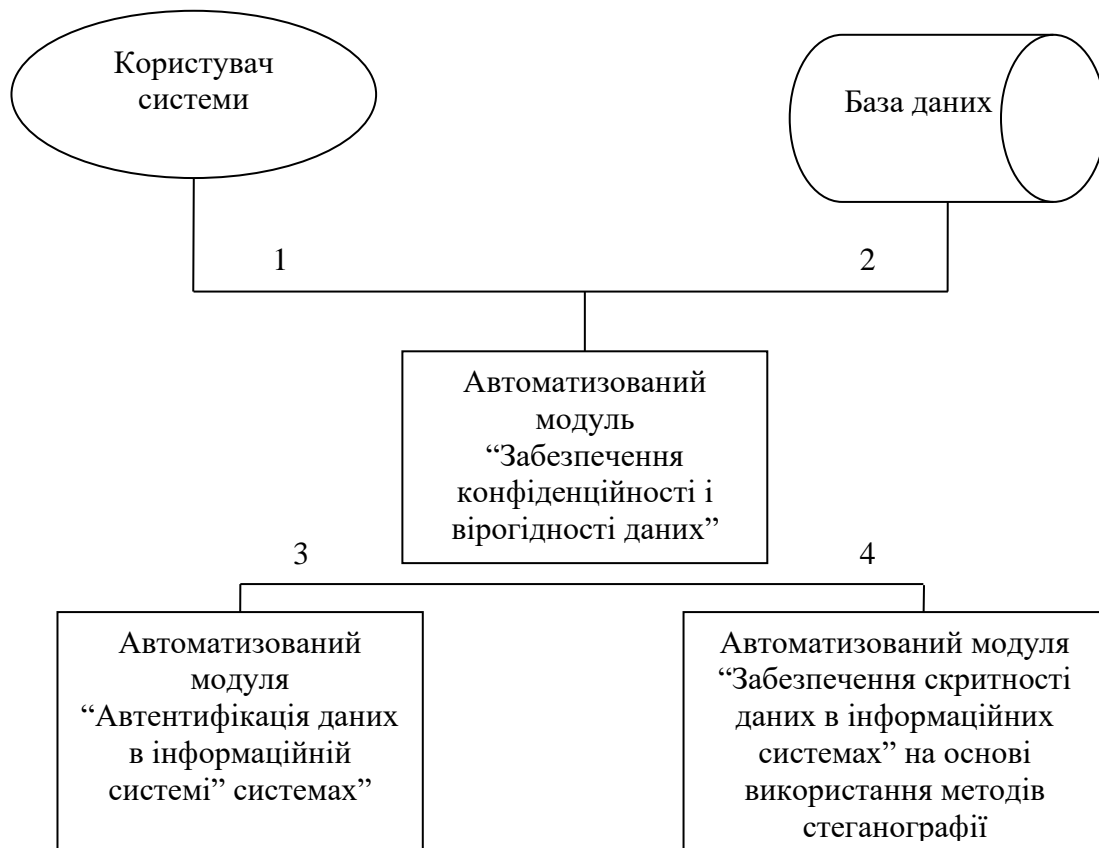 Користувач
системи
База даних
1
2
Автоматизований
модуль
“Забезпечення
конфіденційності і
вірогідності даних”
3
4
Автоматизований
модуля
“Автентифікація даних
в інформаційній
системі” системах”
Автоматизований модуля
“Забезпечення скритності
даних в інформаційних
системах” на основі
використання методів
стеганографії